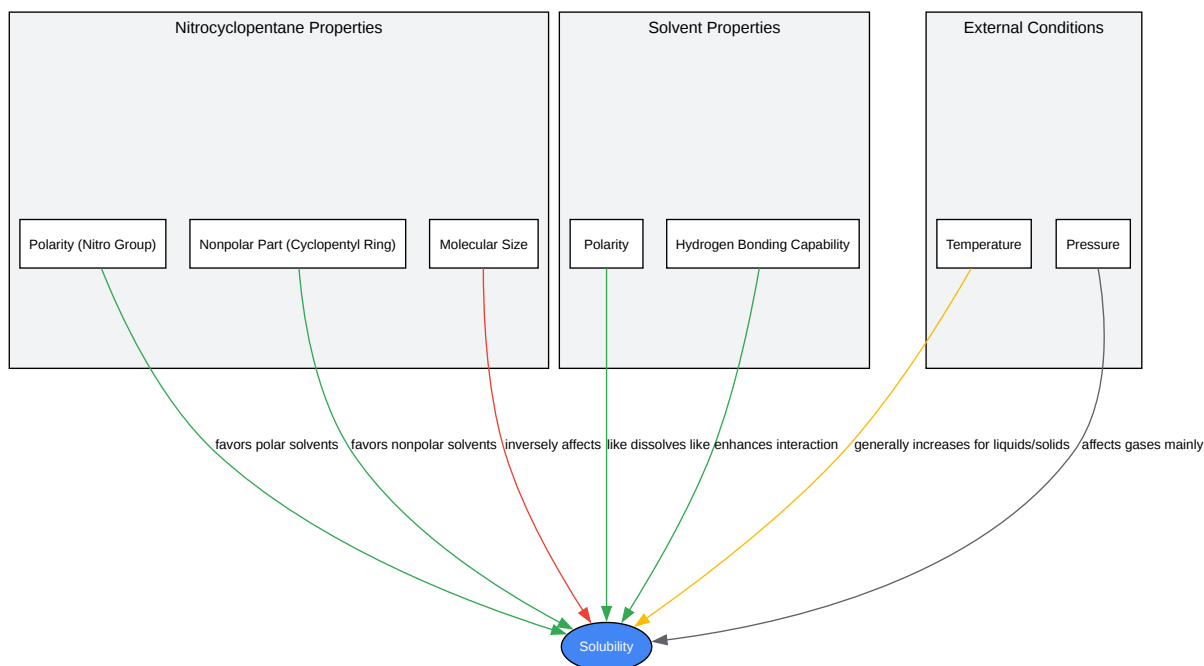 Nitrocyclopentane Properties
Solvent Properties
External Conditions
Polarity (Nitro Group)
Nonpolar Part (Cyclopentyl Ring)
Molecular Size
Polarity
Hydrogen Bonding Capability
Temperature
Pressure
favors polar solvents
favors nonpolar solvents
inversely affects
like dissolves like
enhances interaction
generally increases for liquids/solids
affects gases mainly
Solubility